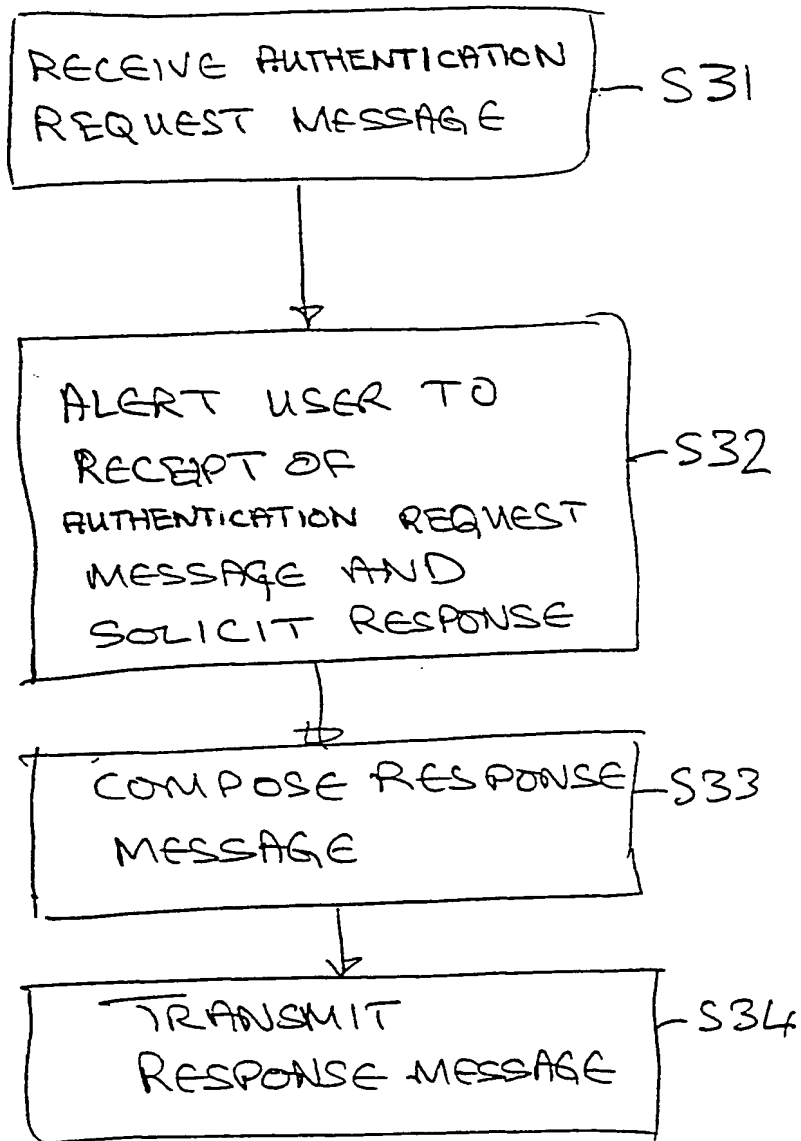 RECEIVE AUTHENTICATION
REQUEST MESSAGE
S31
ALERT USER TO
RECEIPT OF
AUTHENTICATION REQUEST
MESSAGE AND
SOLICIT RESPONSE
S32
COMPOSE RESPONSE
MESSAGE
S33
TRANSMIT
RESPONSE MESSAGE
S34